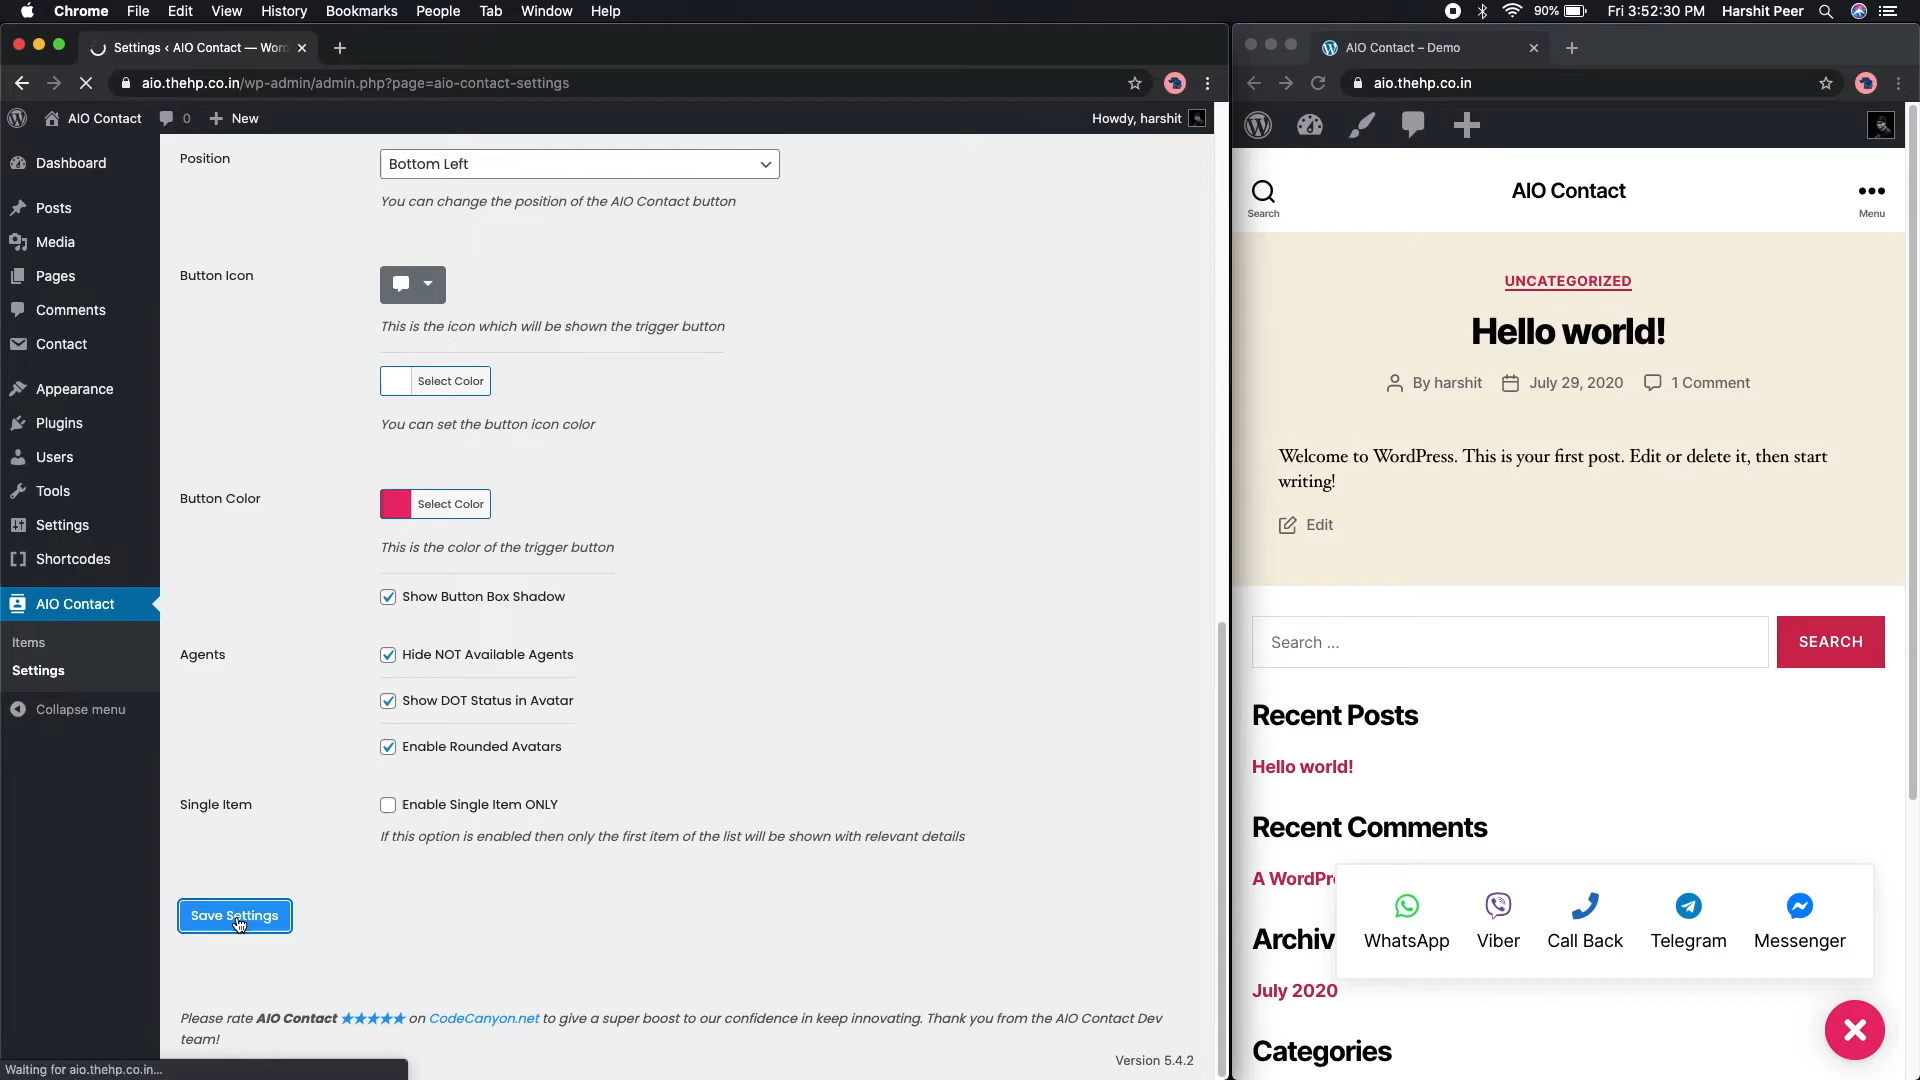 Chrome File Edit View History Bookmarks People Tab Window Help
90% Fri 3:52:30 PM Harshit Peer
Settings ‹ AIO Contact — Word
aio.thehp.co.in/wp-admin/admin.php?page=aio-contact-settings
AIO Contact 0 New
Howdy, harshit
Dashboard
Posts
Media
Pages
Comments
Contact
Appearance
Plugins
Users
Tools
Settings
Shortcodes
AIO Contact
Items
Settings
Collapse menu
Position
Bottom Left
You can change the position of the AIO Contact button
Button Icon
This is the icon which will be shown the trigger button
Select Color
You can set the button icon color
Button Color
Select Color
This is the color of the trigger button
Show Button Box Shadow
Agents
Hide NOT Available Agents
Show DOT Status in Avatar
Enable Rounded Avatars
Single Item
Enable Single Item ONLY
If this option is enabled then only the first item of the list will be shown with relevant details
Save Settings
Please rate AIO Contact ★★★★★ on CodeCanyon.net to give a super boost to our confidence in keep innovating. Thank you from the AIO Contact Dev
team!
Version 5.4.2
Waiting for aio.thehp.co.in...
AIO Contact – Demo
aio.thehp.co.in
Search
AIO Contact
Menu
UNCATEGORIZED
Hello world!
By harshit July 29, 2020 1 Comment
Welcome to WordPress. This is your first post. Edit or delete it, then start
writing!
Edit
Search …
SEARCH
Recent Posts
Hello world!
Recent Comments
A WordPr
Archiv
July 2020
Categories
WhatsApp Viber Call Back Telegram Messenger